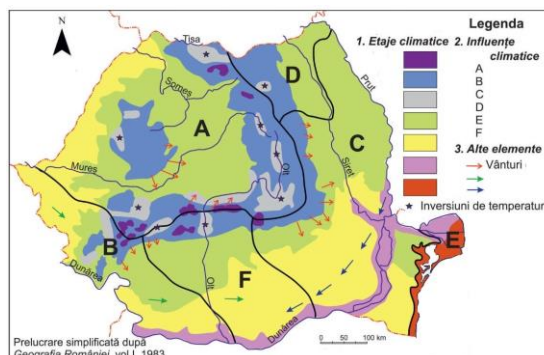 N
Legenda
1. Etaje climatice
2. Influențe climatice
A
B
C
D
E
F
3. Alte elemente
Vânturi
Inversiuni de temperatur
Tisa
Someș
Mureș
Olt
Siret
Prut
A
D
C
B
F
E
Dunărea
Olt
Dunărea
0 50 100 km
Prelucrare simplificată după
Geografia României, vol I, 1983